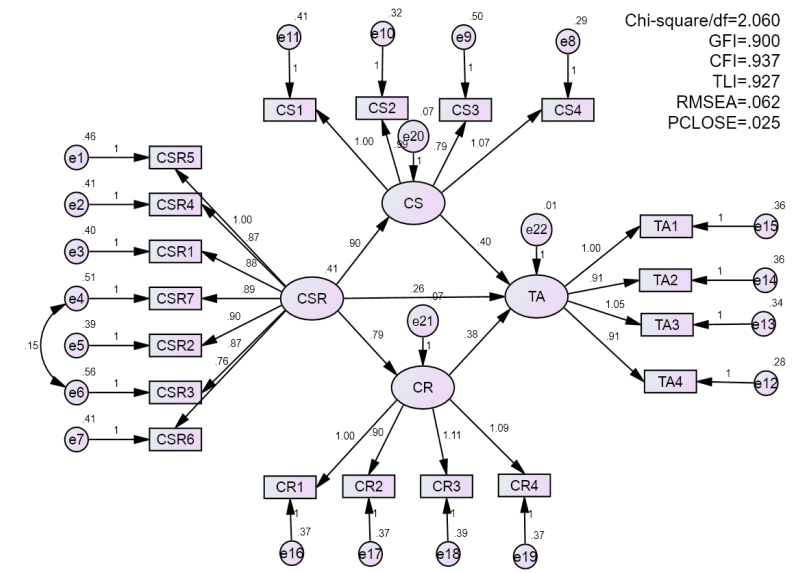 Chi-square/df=2.060
GFI=.900
CFI=.937
TLI=.927
RMSEA=.062
PCLOSE=.025
.41 .32 .50 .29
e11 e10 e9 e8
1 1 1 1
CS1 CS2 CS3 CS4
.07
e20
1.00 .79 1.07
1
CS
.46
e1 1 CSR5
.41
e2 1 CSR4
.40
e3 1 CSR1
.51
e4 1 CSR7
.39
e5 1 CSR2
.56
e6 1 CSR3
.41
e7 1 CSR6
.15
1.00
.87
.88
.89
.90
.87
.76
.41
CSR
.90
.40
.26
.79
.38
.01
e22
1
TA
1.00
.91
1.05
.91
.36
TA1 1 e15
.36
TA2 1 e14
.34
TA3 1 e13
.28
TA4 1 e12
.07
e21
1
CR
1.00 .90 1.11 1.09
CR1 CR2 CR3 CR4
1 1 1 1
.37 .37 .39 .37
e16 e17 e18 e19